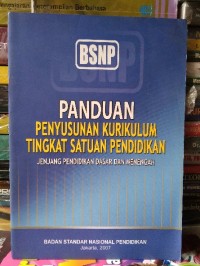 BSNP
PANDUAN
PENYUSUNAN KURIKULUM
TINGKAT SATUAN PENDIDIKAN
JENJANG PENDIDIKAN DASAR DAN MENENGAH
BADAN STANDAR NASIONAL PENDIDIKAN
Jakarta, 2007